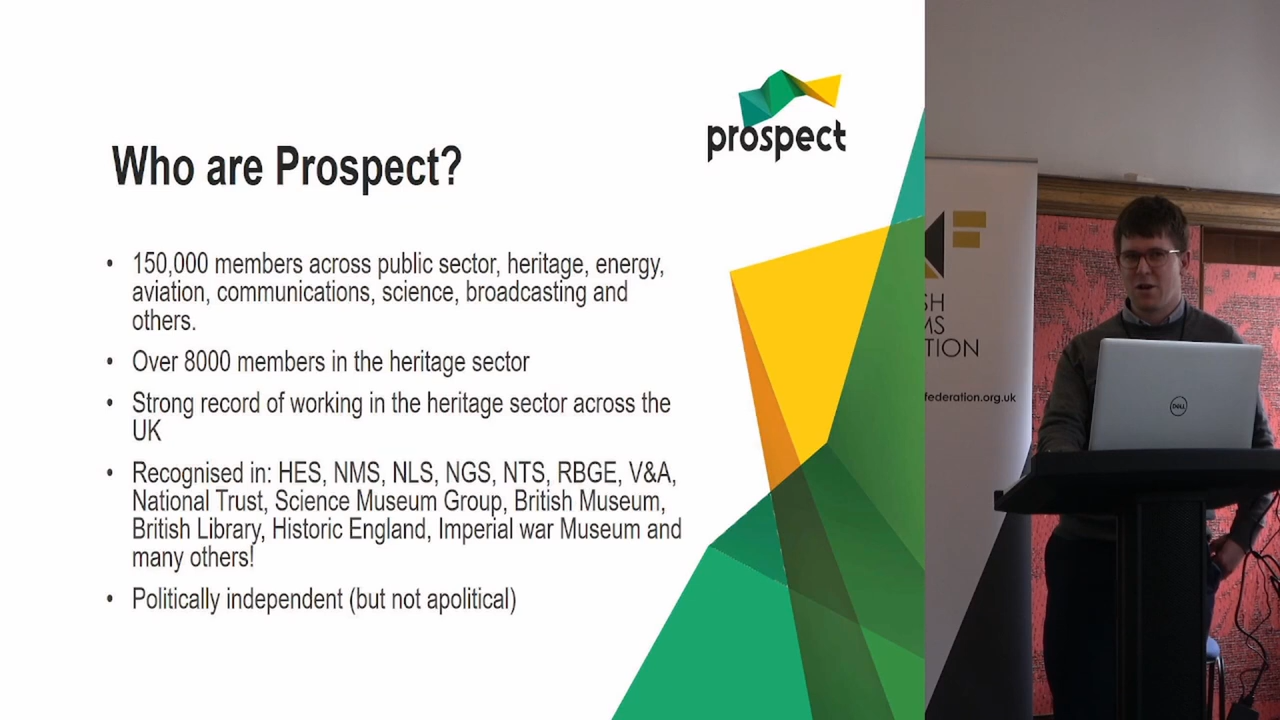 prospect
Who are Prospect?
• 150,000 members across public sector, heritage, energy,
aviation, communications, science, broadcasting and
others.
• Over 8000 members in the heritage sector
• Strong record of working in the heritage sector across the
UK
• Recognised in: HES, NMS, NLS, NGS, NTS, RBGE, V&A,
National Trust, Science Museum Group, British Museum,
British Library, Historic England, Imperial war Museum and
many others!
• Politically independent (but not apolitical)
F
SH
MS
TION
federation.org.uk
DELL